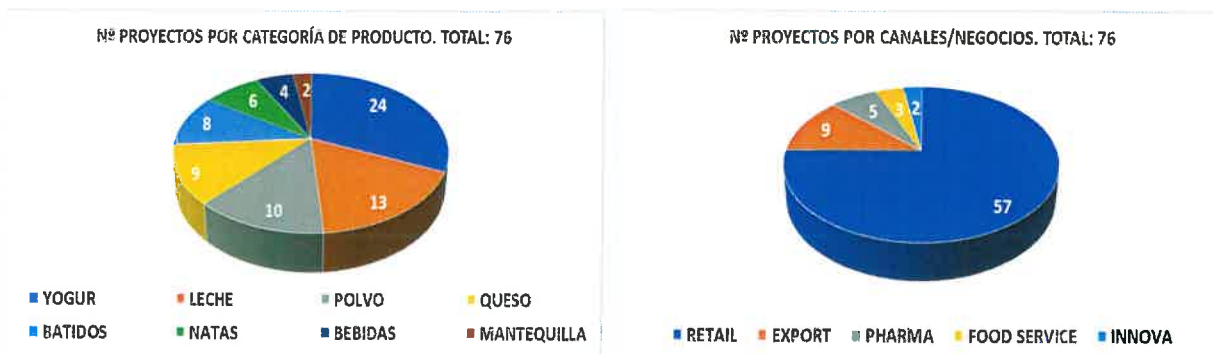 Nº PROYECTOS POR CATEGORÍA DE PRODUCTO. TOTAL: 76
24
13
10
9
8
6
4
2
YOGUR LECHE POLVO QUESO
BATIDOS NATAS BEBIDAS MANTEQUILLA
Nº PROYECTOS POR CANALES/NEGOCIOS. TOTAL: 76
57
9
5
3
2
RETAIL EXPORT PHARMA FOOD SERVICE INNOVA